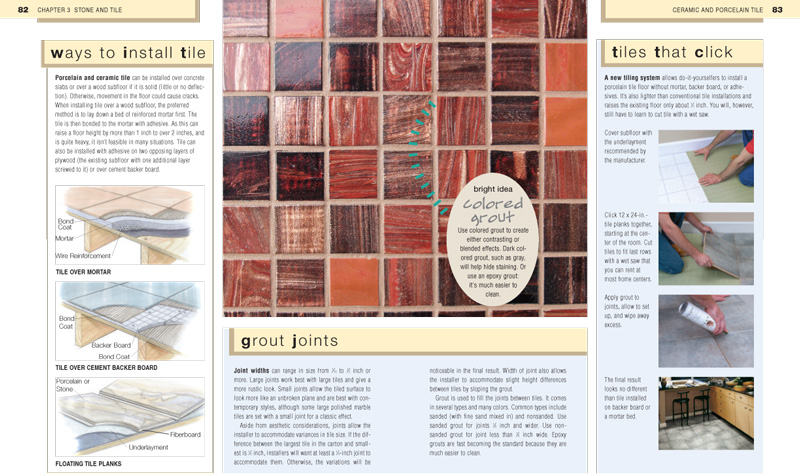 82 CHAPTER 3 STONE AND TILE
ways to install tile
Porcelain and ceramic tile can be installed over concrete
slabs or over a wood subfloor if it is solid (little or no deflec-
tion). Otherwise, movement in the floor could cause cracks.
When installing tile over a wood subfloor, the preferred
method is to lay down a bed of reinforced mortar first. The
tile is then bonded to the mortar with adhesive. As this can
raise a floor height by more than 1 inch to over 2 inches, and
is quite heavy, it isn't feasible in many situations. Tile can
also be installed with adhesive on two opposing layers of
plywood (the existing subfloor with one additional layer
screwed to it) or over cement backer board.
Bond
Coat
Mortar
Wire Reinforcement
TILE OVER MORTAR
Bond
Coat
Backer Board
Bond Coat
TILE OVER CEMENT BACKER BOARD
Porcelain or
Stone
Fiberboard
Underlayment
FLOATING TILE PLANKS
bright idea
colored
grout
Use colored grout to create
either contrasting or
blended effects. Dark col-
ored grout, such as gray,
will help hide staining. Or
use an epoxy grout:
it's much easier to
clean.
grout joints
Joint widths can range in size from to inch or
more. Large joints work best with large tiles and give a
more rustic look. Small joints allow the tiled surface to
look more like an unbroken plane and are best with con-
temporary styles, although some large polished marble
tiles are set with a small joint for a classic effect.
Aside from aesthetic considerations, joints allow the
installer to accommodate variances in tile size. If the dif-
ference between the largest tile in the carton and small-
est is inch, installers will want at least a -inch joint to
accommodate them. Otherwise, the variations will be
noticeable in the final result. Width of joint also allows
the installer to accommodate slight height differences
between tiles by sloping the grout.
Grout is used to fill the joints between tiles. It comes
in several types and many colors. Common types include
sanded (with fine sand mixed in) and nonsanded. Use
sanded grout for joints inch and wider. Use non-
sanded grout for joint less than inch wide. Epoxy
grouts are fast becoming the standard because they are
much easier to clean.
CERAMIC AND PORCELAIN TILE 83
tiles that click
A new tiling system allows do-it-yourselfers to install a
porcelain tile floor without mortar, backer board, or adhe-
sives. It's also lighter than conventional tile installations and
raises the existing floor only about inch. You will, however,
still have to learn to cut tile with a wet saw.
Cover subfloor with
the underlayment
recommended by
the manufacturer.
Click 12 x 24-in.-
tile planks together,
starting at the cen-
ter of the room. Cut
tiles to fit last rows
with a wet saw that
you can rent at
most home centers.
Apply grout to
joints, allow to set
up, and wipe away
excess.
The final result
looks no different
than tile installed
on backer board or
a mortar bed.